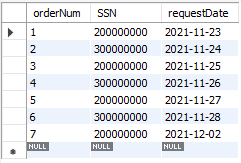 orderNum SSN requestDate
1 200000000 2021-11-23
2 300000000 2021-11-24
3 200000000 2021-11-25
4 300000000 2021-11-26
5 200000000 2021-11-27
6 300000000 2021-11-28
7 200000000 2021-12-02
NULL NULL NULL